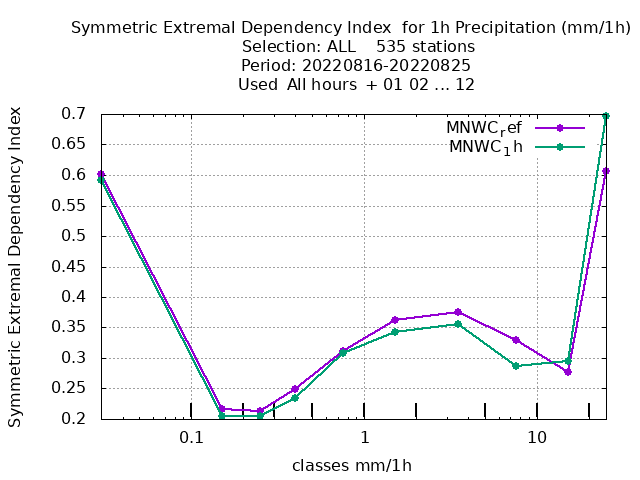 Symmetric Extremal Dependency Index  for 1h Precipitation (mm/1h)
Selection: ALL    535 stations
Period: 20220816-20220825
Used  All hours  + 01 02 ... 12
Symmetric Extremal Dependency Index
0.7
0.65
0.6
0.55
0.5
0.45
0.4
0.35
0.3
0.25
0.2
MNWCref
MNWC1h
0.1 1 10
classes mm/1h